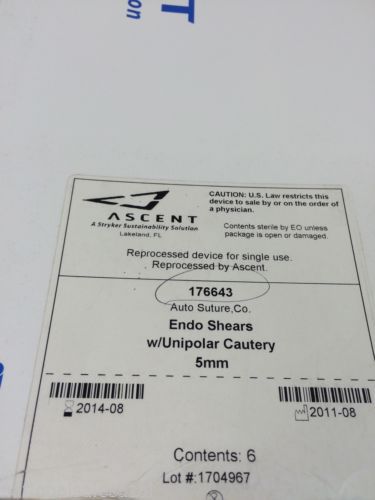 T
on
ASCENT
A Stryker Sustainability Solution
Lakeland, FL
CAUTION: U.S. Law restricts this
device to sale by or on the order of
a physician.
Contents sterile by EO unless
package is open or damaged.
Reprocessed device for single use.
Reprocessed by Ascent.
176643
Auto Suture,Co.
Endo Shears
w/Unipolar Cautery
5mm
2014-08
2011-08
Contents: 6
Lot #:1704967